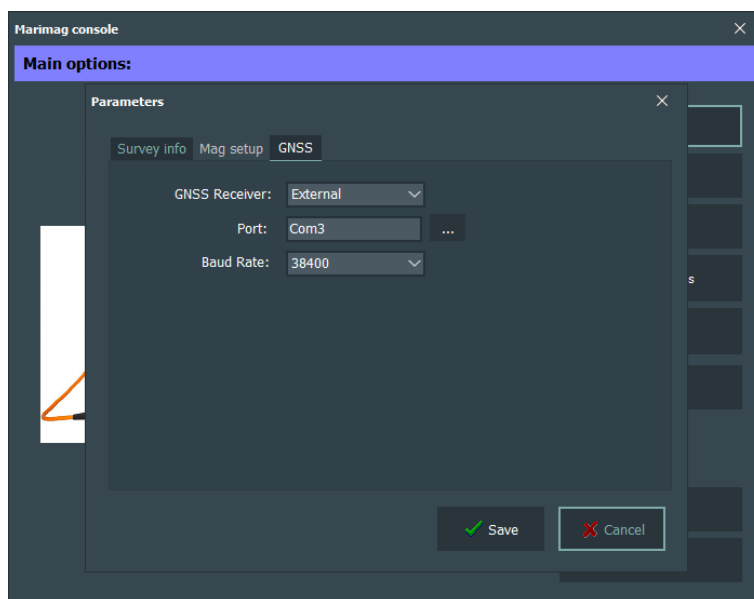 Marimag console
Main options:
Parameters
Survey info Mag setup GNSS
GNSS Receiver: External
Port: Com3 ...
Baud Rate: 38400
s
Save Cancel